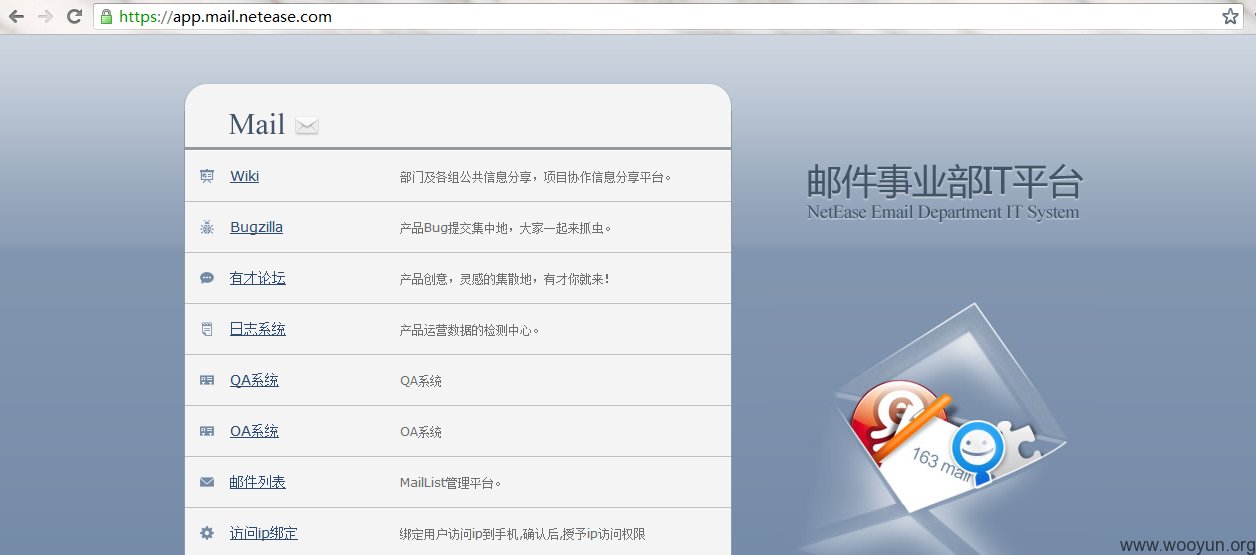 https://app.mail.netease.com
Mail
Wiki 部门及各组公共信息分享，项目协作信息分享平台。
Bugzilla 产品Bug提交集中地，大家一起来抓虫。
有才论坛 产品创意，灵感的集散地，有才你就来!
日志系统 产品运营数据的检测中心。
QA系统 QA系统
OA系统 OA系统
邮件列表 MailList管理平台。
访问ip绑定 绑定用户访问ip到手机,确认后,授予ip访问权限
邮件事业部IT平台
NetEase Email Department IT System
163 mail
www.wooyun.org